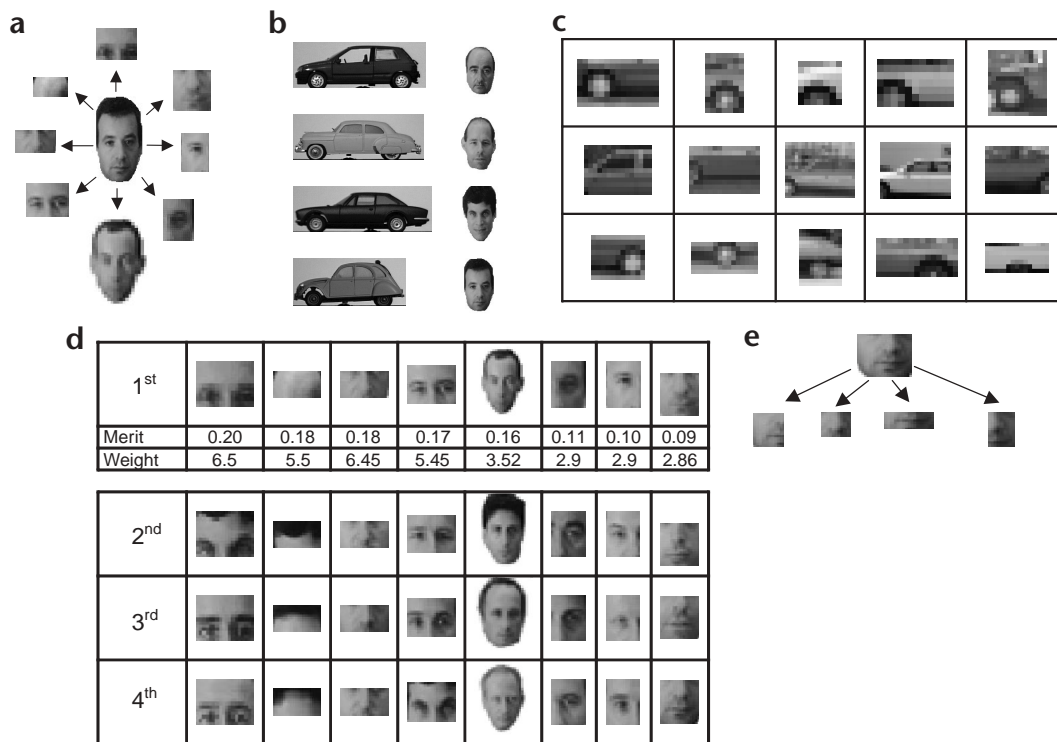 a
b
c
d
1st
Merit 0.20 0.18 0.18 0.17 0.16 0.11 0.10 0.09
Weight 6.5 5.5 6.45 5.45 3.52 2.9 2.9 2.86
2nd
3rd
4th
e